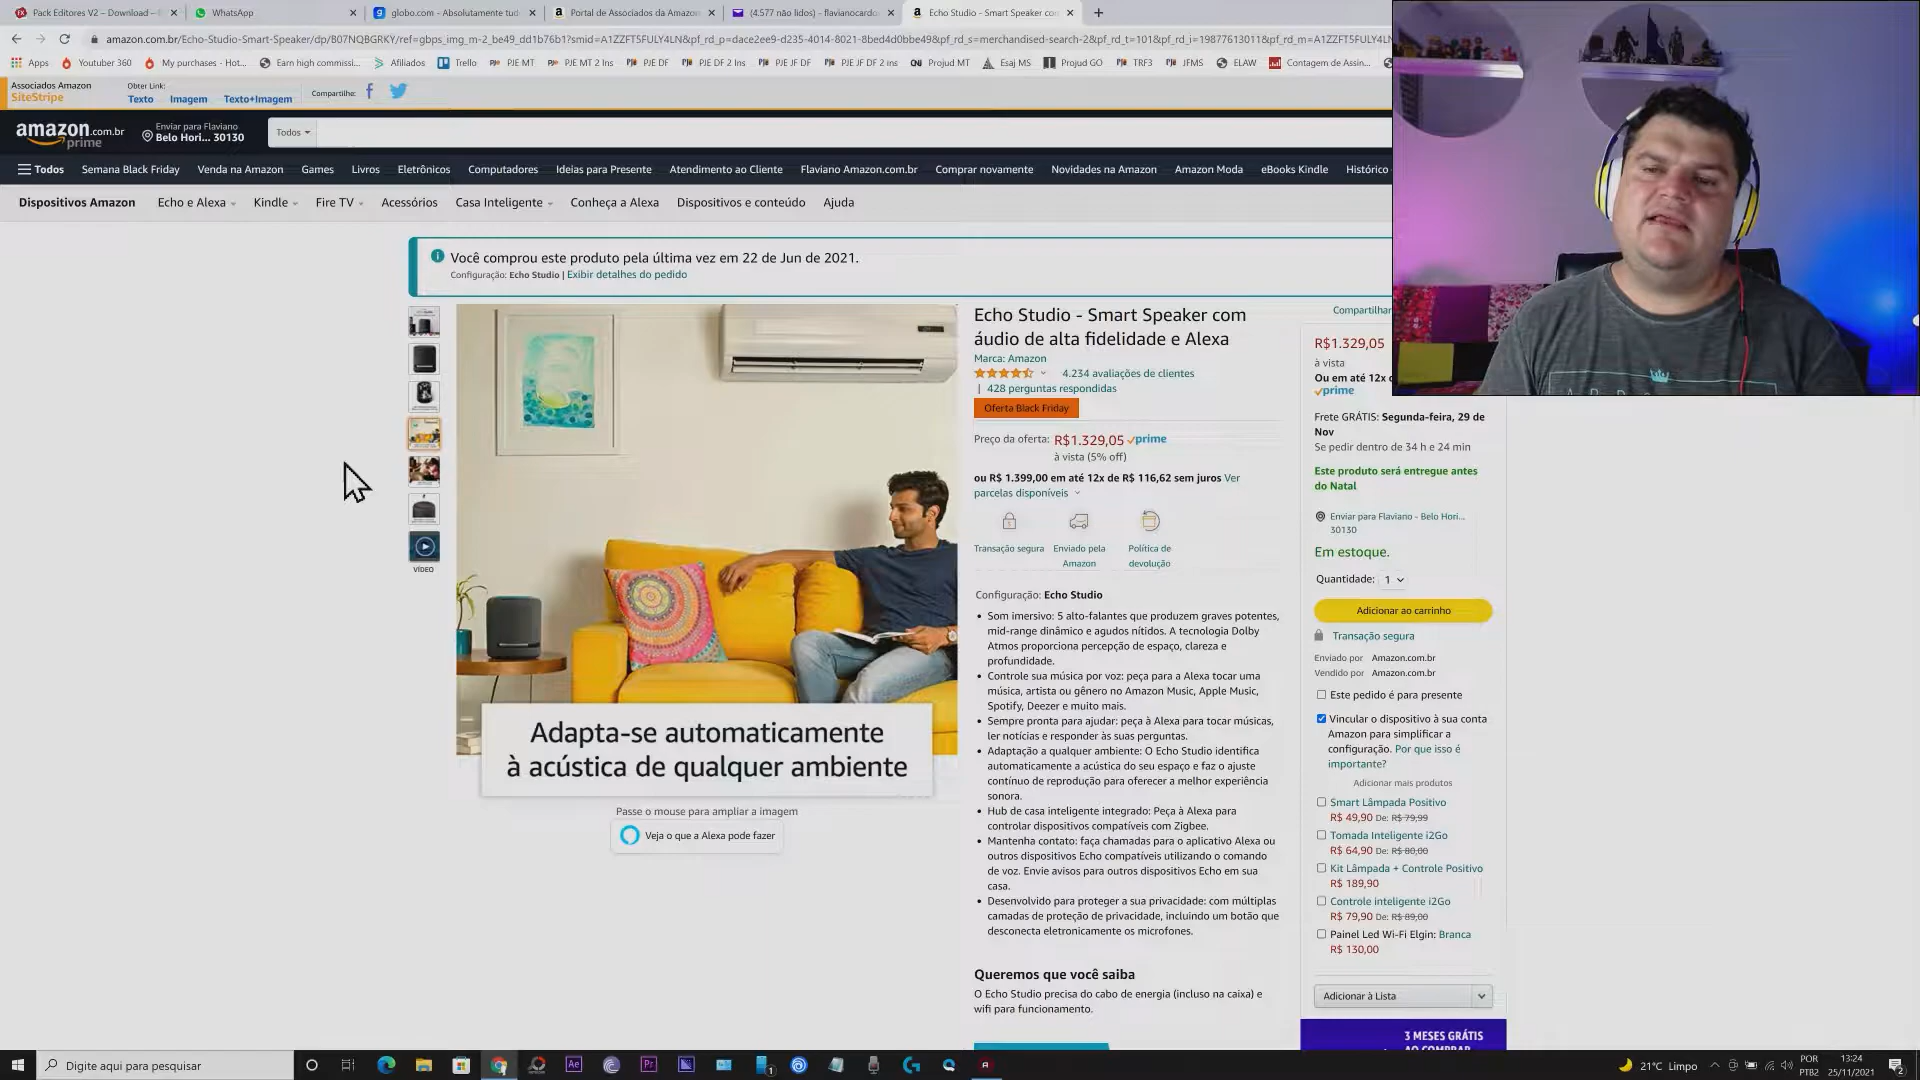 Pack Editores V2 – Download –
WhatsApp
globo.com - Absolutamente tud
Portal de Associados da Amazon
(4.577 não lidos) - flavianocardo
Echo Studio - Smart Speaker co
amazon.com.br/Echo-Studio-Smart-Speaker/dp/B07NQBGRKY/ref=gbps_img_m-2_be49_dd1b76b1?smid=A1ZZFT5FULY4LN&pf_rd_p=dace2ee9-d235-4014-8021-8bed4d0bbe49&pf_rd_s=merchandised-search-2&pf_rd_t=101&pf_rd_i=19877613011&pf_rd_m=A1ZZFT5FULY4LN
Apps
Youtuber 360
My purchases - Hot...
Earn high commissi...
Afiliados
Trello
PJE MT
PJE MT 2 Ins
PJE DF
PJE DF 2 Ins
PJE JF DF
PJE JF DF 2 ins
Projud MT
Esaj MS
Projud GO
TRF3
JFMS
ELAW
Contagem de Assin...
Associados Amazon
SiteStripe
Obter Link:
Texto Imagem Texto+Imagem
Compartilhe:
amazon.com.br
prime
Enviar para Flaviano
Belo Hori... 30130
Todos
Todos Semana Black Friday Venda na Amazon Games Livros Eletrônicos Computadores Ideias para Presente Atendimento ao Cliente Flaviano Amazon.com.br Comprar novamente Novidades na Amazon Amazon Moda eBooks Kindle Histórico
Dispositivos Amazon Echo e Alexa Kindle Fire TV Acessórios Casa Inteligente Conheça a Alexa Dispositivos e conteúdo Ajuda
Você comprou este produto pela última vez em 22 de Jun de 2021.
Configuração: Echo Studio | Exibir detalhes do pedido
VÍDEO
Adapta-se automaticamente
à acústica de qualquer ambiente
Passe o mouse para ampliar a imagem
Veja o que a Alexa pode fazer
Echo Studio - Smart Speaker com
áudio de alta fidelidade e Alexa
Marca: Amazon
4.234 avaliações de clientes
| 428 perguntas respondidas
Oferta Black Friday
Preço da oferta: R$1.329,05 prime
à vista (5% off)
ou R$ 1.399,00 em até 12x de R$ 116,62 sem juros Ver
parcelas disponíveis
Transação segura
Enviado pela
Amazon
Política de
devolução
Configuração: Echo Studio
• Som imersivo: 5 alto-falantes que produzem graves potentes,
mid-range dinâmico e agudos nítidos. A tecnologia Dolby
Atmos proporciona percepção de espaço, clareza e
profundidade.
• Controle sua música por voz: peça para a Alexa tocar uma
música, artista ou gênero no Amazon Music, Apple Music,
Spotify, Deezer e muito mais.
• Sempre pronta para ajudar: peça à Alexa para tocar músicas,
ler notícias e responder às suas perguntas.
• Adaptação a qualquer ambiente: O Echo Studio identifica
automaticamente a acústica do seu espaço e faz o ajuste
contínuo de reprodução para oferecer a melhor experiência
sonora.
• Hub de casa inteligente integrado: Peça à Alexa para
controlar dispositivos compatíveis com Zigbee.
• Mantenha contato: faça chamadas para o aplicativo Alexa ou
outros dispositivos Echo compatíveis utilizando o comando
de voz. Envie avisos para outros dispositivos Echo em sua
casa.
• Desenvolvido para proteger a sua privacidade: com múltiplas
camadas de proteção de privacidade, incluindo um botão que
desconecta eletronicamente os microfones.
Queremos que você saiba
O Echo Studio precisa do cabo de energia (incluso na caixa) e
wifi para funcionamento.
Compartilhar
R$1.329,05
à vista
Ou em até 12x
prime
Frete GRÁTIS: Segunda-feira, 29 de
Nov
Se pedir dentro de 34 h e 24 min
Este produto será entregue antes
do Natal
Enviar para Flaviano - Belo Hori...
30130
Em estoque.
Quantidade: 1
Adicionar ao carrinho
Transação segura
Enviado por Amazon.com.br
Vendido por Amazon.com.br
Este pedido é para presente
Vincular o dispositivo à sua conta
Amazon para simplificar a
configuração. Por que isso é
importante?
Adicionar mais produtos
Smart Lâmpada Positivo
R$ 49,90 De: R$ 79,99
Tomada Inteligente i2Go
R$ 64,90 De: R$ 80,00
Kit Lâmpada + Controle Positivo
R$ 189,90
Controle inteligente i2Go
R$ 79,90 De: R$ 89,00
Painel Led Wi-Fi Elgin: Branca
R$ 130,00
Adicionar à Lista
3 MESES GRÁTIS
AO COMPRAR
Digite aqui para pesquisar
21°C Limpo
POR
PTB2
13:24
25/11/2021